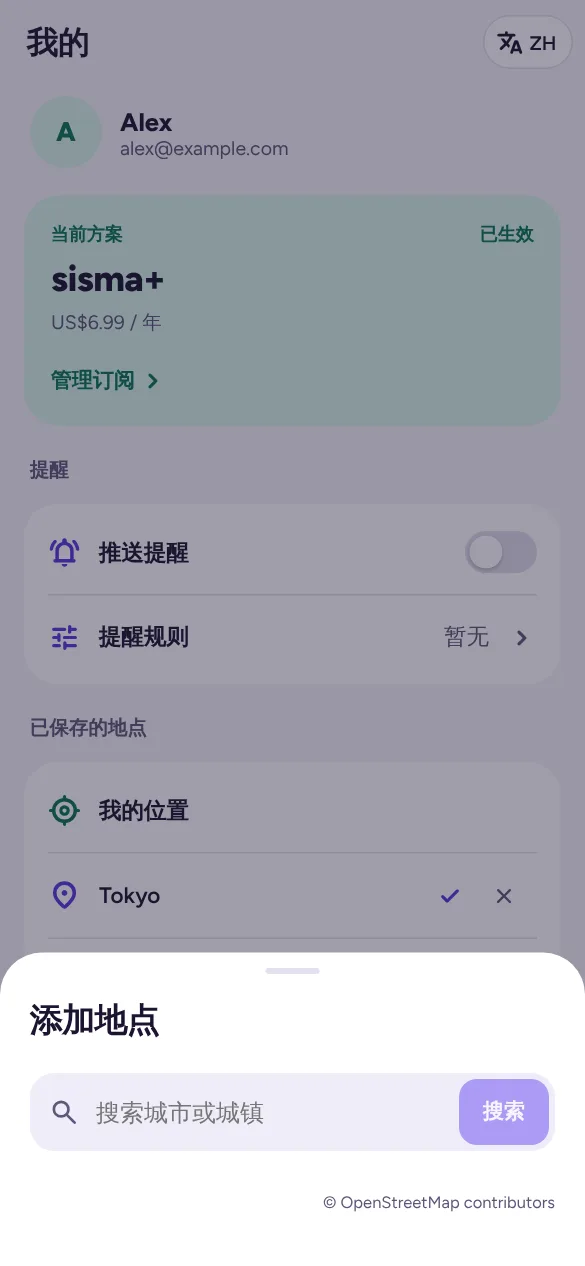 我的
ZH
A
Alex
alex@example.com
当前方案
已生效
sisma+
US$6.99 / 年
管理订阅
提醒
推送提醒
提醒规则
暂无
已保存的地点
我的位置
Tokyo
添加地点
搜索城市或城镇
搜索
© OpenStreetMap contributors